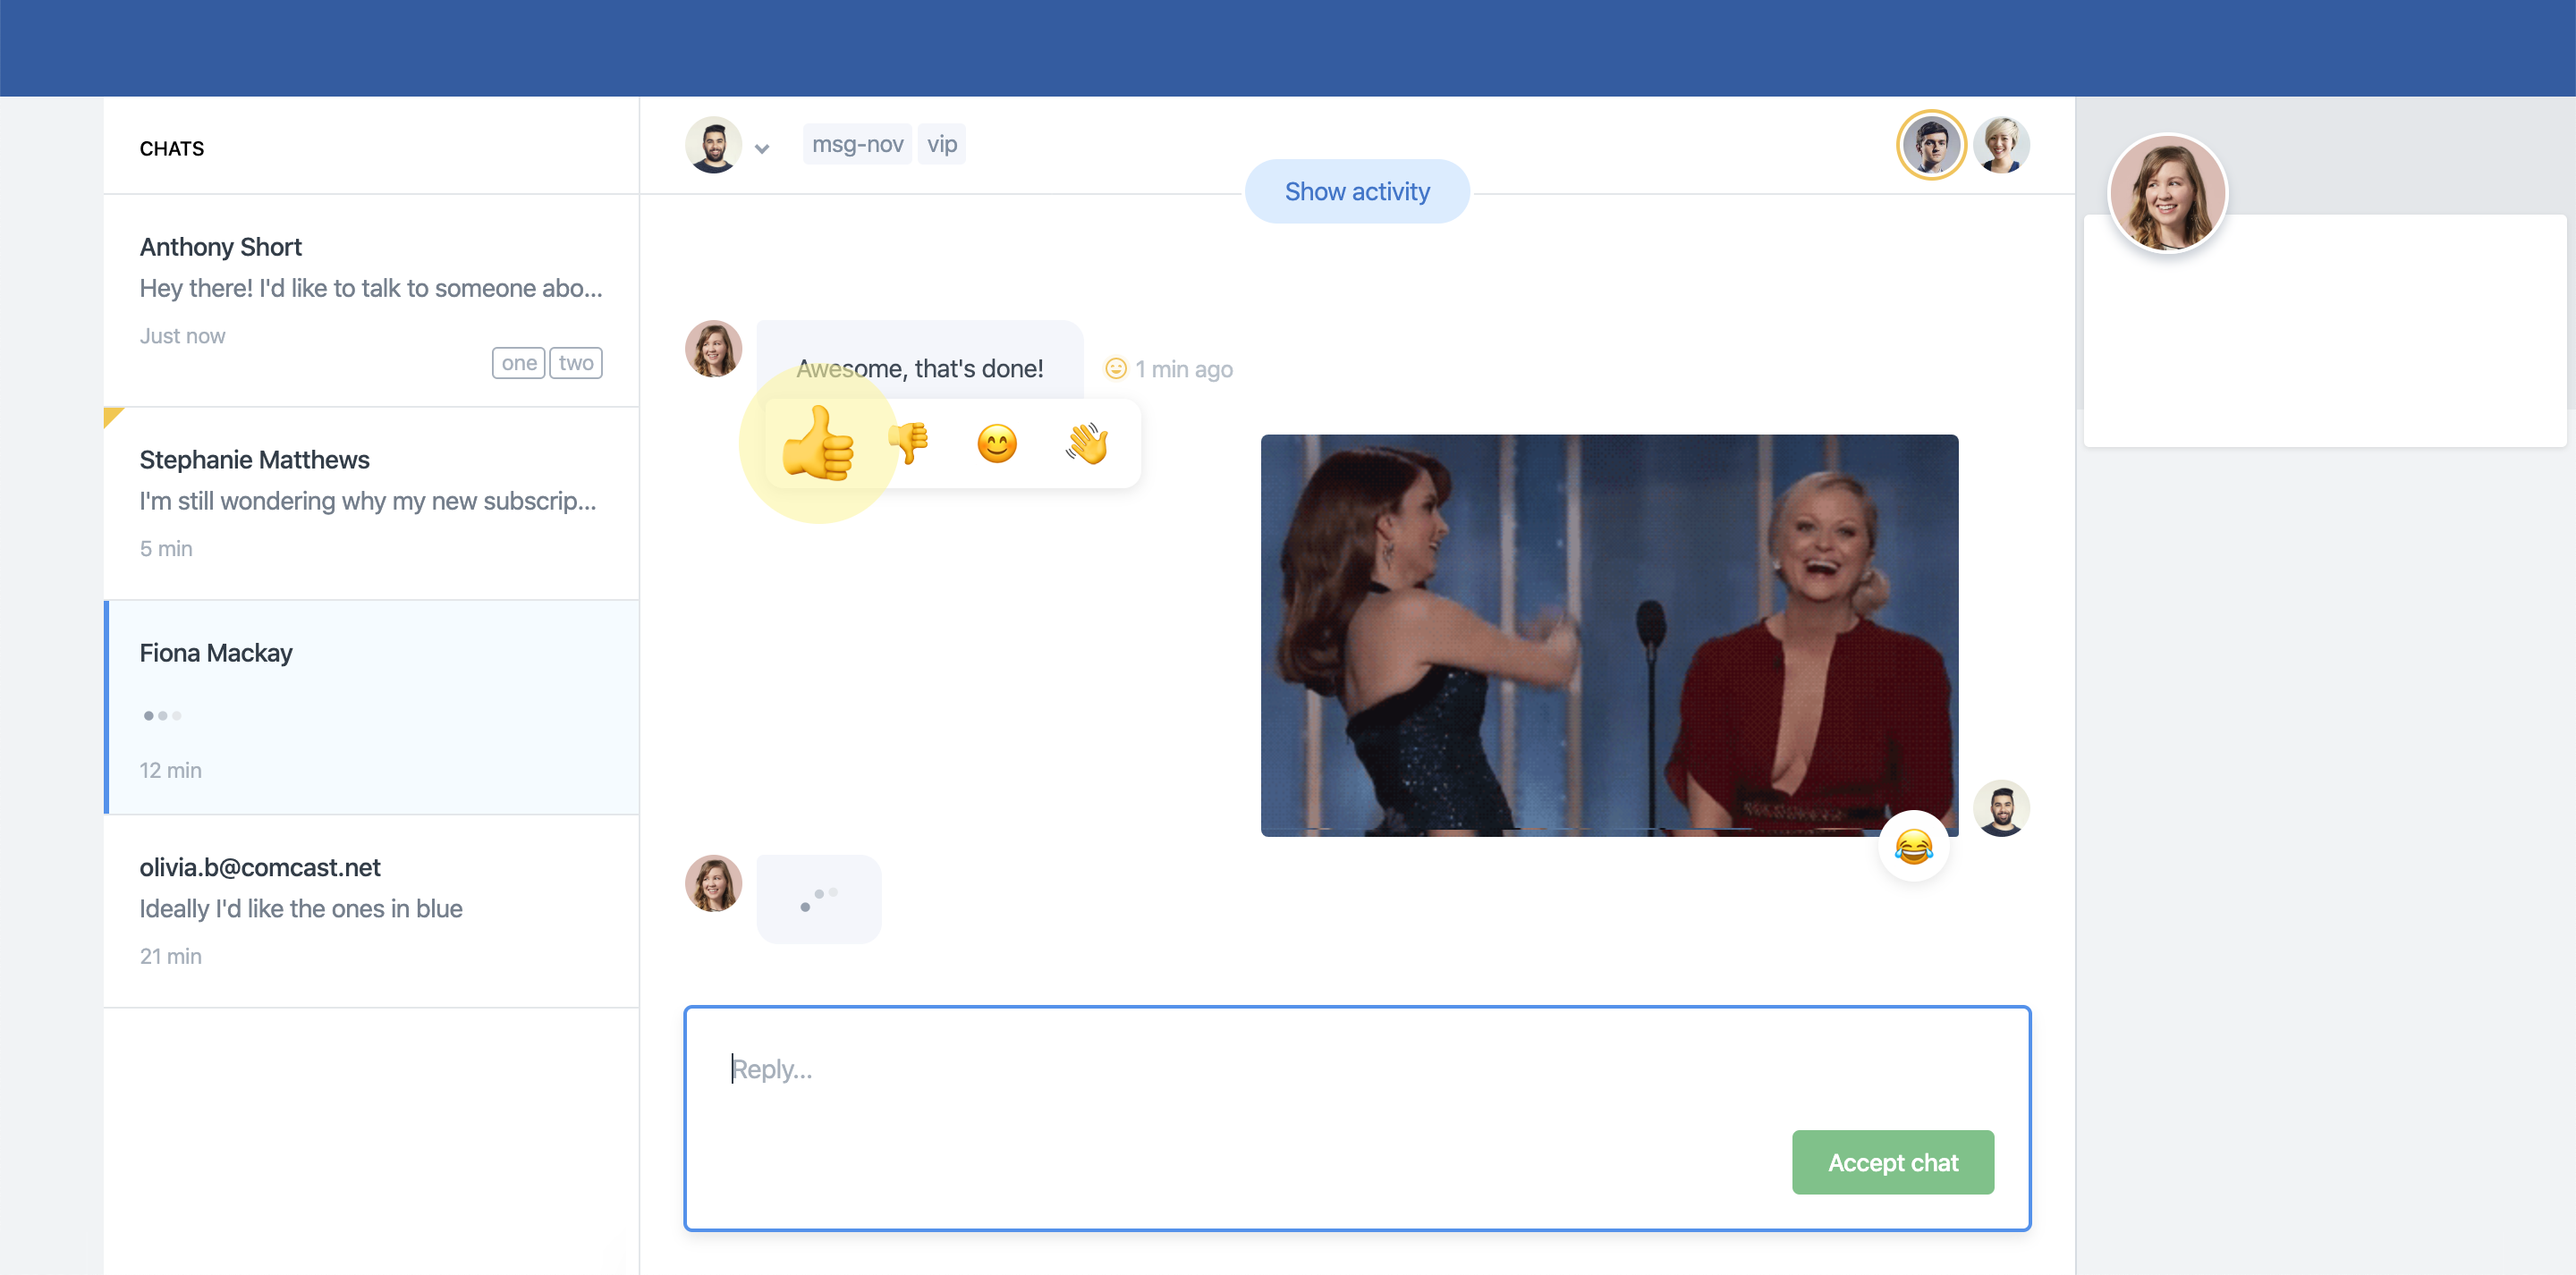 CHATS
msg-nov vip
Show activity
Anthony Short
Hey there! I'd like to talk to someone abo...
Just now
one two
Stephanie Matthews
I'm still wondering why my new subscrip...
5 min
Fiona Mackay
12 min
olivia.b@comcast.net
Ideally I'd like the ones in blue
21 min
Awesome, that's done!
1 min ago
Reply...
Accept chat